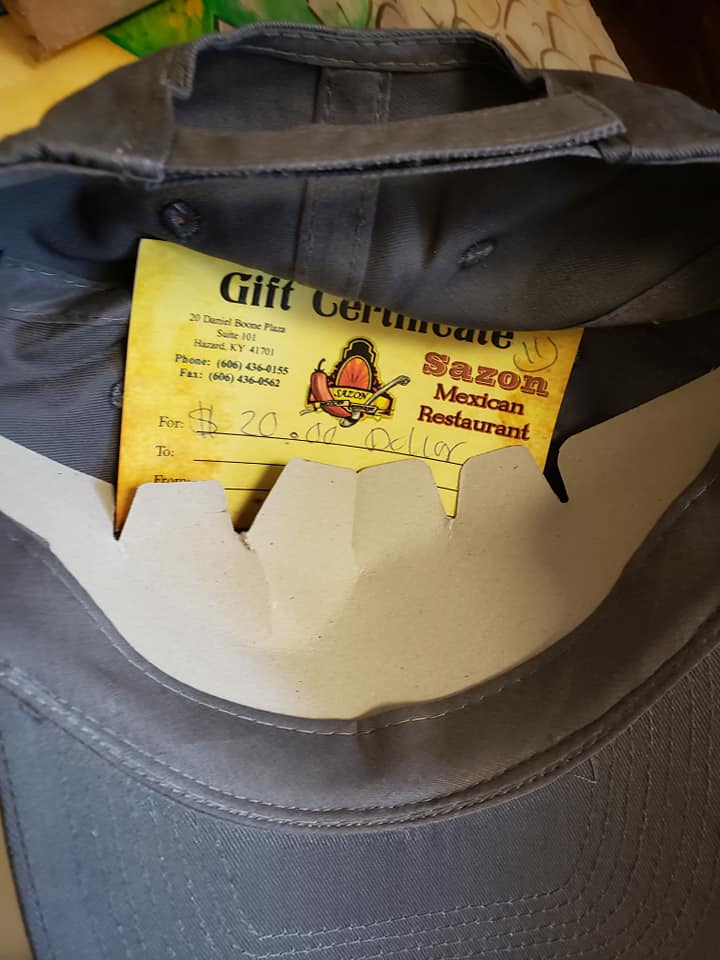 Gift Certificate
20 Daniel Boone Plaza
Suite 101
Hazard, KY 41701
Phone: (606) 436-0155
Fax: (606) 436-0562
SAZON
Sazon
Mexican
Restaurant
For: $ 20.00 Dollar
To:
From: